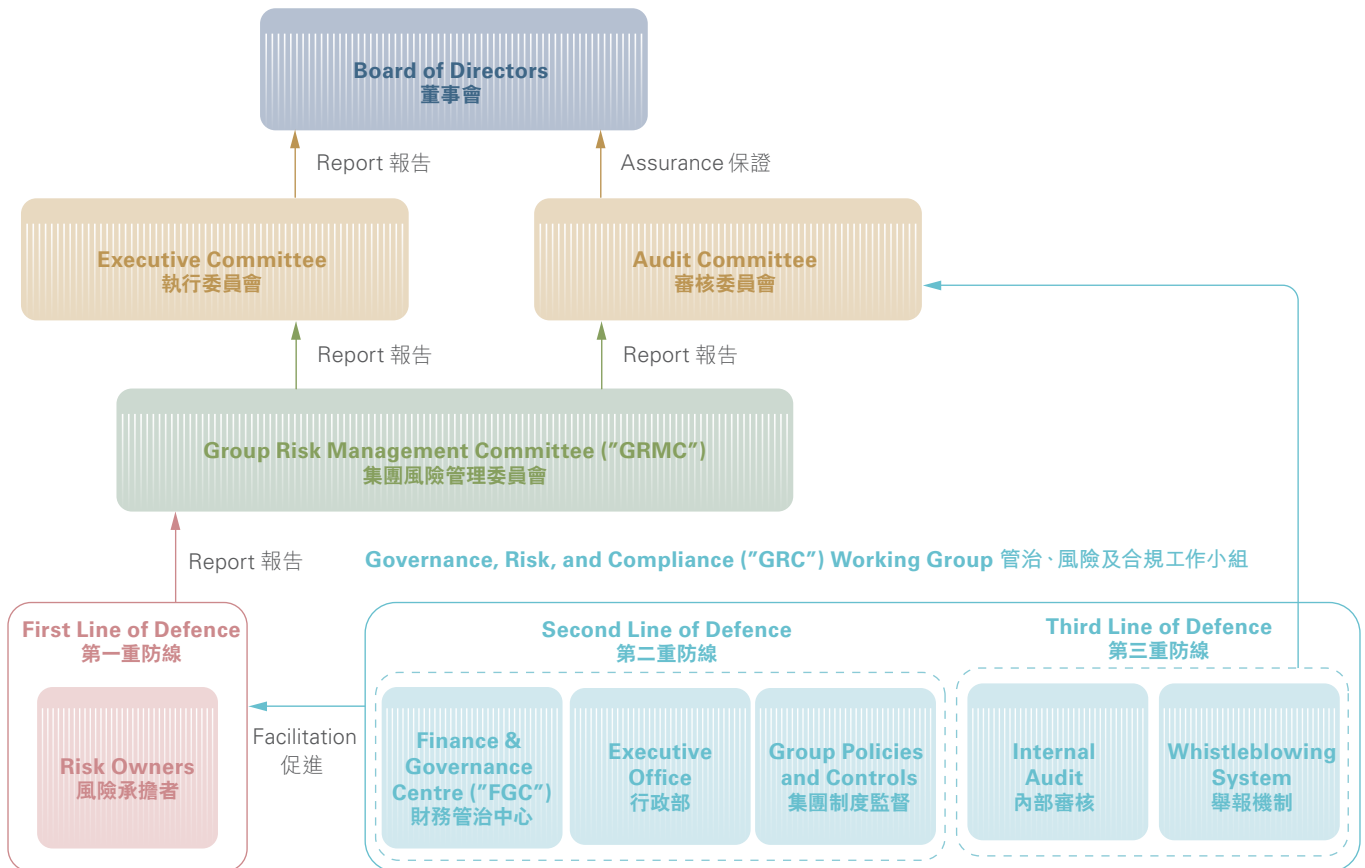 Board of Directors
董事會
Report 報告
Assurance 保證
Executive Committee
執行委員會
Audit Committee
審核委員會
Report 報告
Report 報告
Group Risk Management Committee ("GRMC")
集團風險管理委員會
Report 報告
Governance, Risk, and Compliance ("GRC") Working Group 管治、風險及合規工作小組
First Line of Defence
第一重防線
Risk Owners
風險承擔者
Facilitation
促進
Second Line of Defence
第二重防線
Finance &
Governance
Centre ("FGC")
財務管治中心
Executive
Office
行政部
Group Policies
and Controls
集團制度監督
Third Line of Defence
第三重防線
Internal
Audit
內部審核
Whistleblowing
System
舉報機制